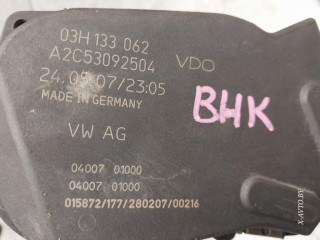 03H 133 062
A2C53092504 VDO
24.05.07/23:05
MADE IN GERMANY
BHK
VW AG
04007 01000
04007 01000
015872/177/280207/00216
X-AVTO.BY